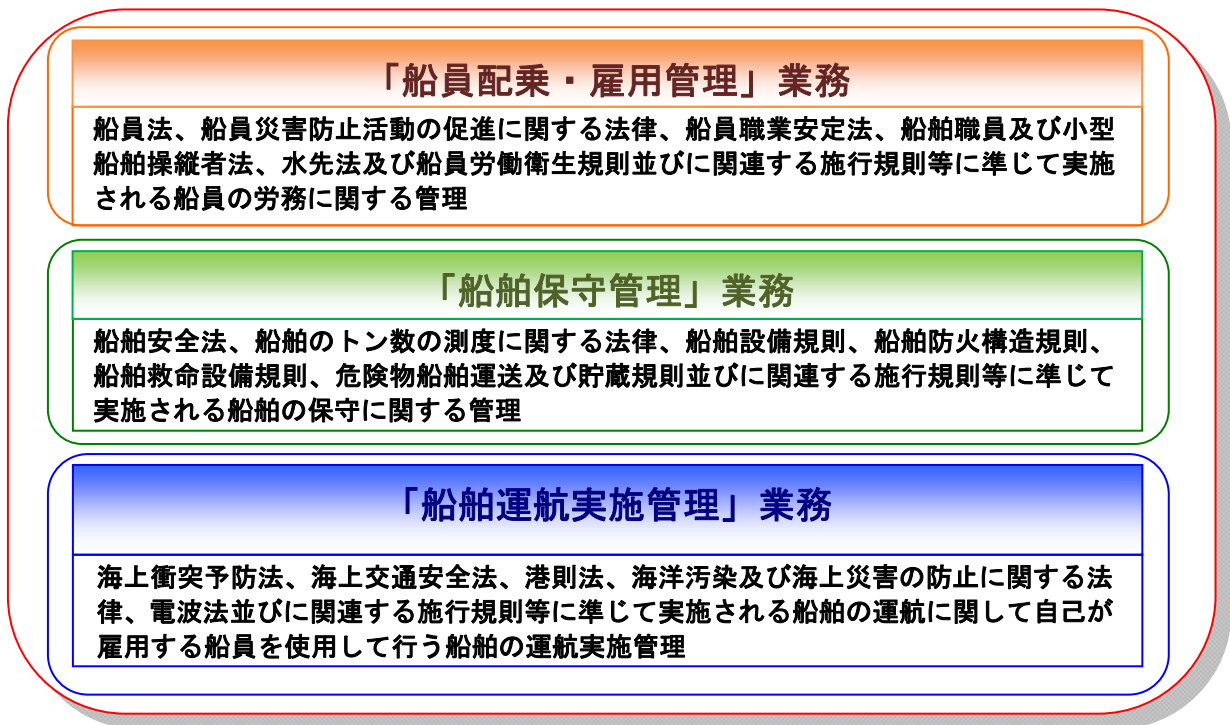 「船員配乗・雇用管理」業務
船員法、船員災害防止活動の促進に関する法律、船員職業安定法、船舶職員及び小型
船舶操縦者法、水先法及び船員労働衛生規則並びに関連する施行規則等に準じて実施
される船員の労務に関する管理
「船舶保守管理」業務
船舶安全法、船舶のトン数の測度に関する法律、船舶設備規則、船舶防火構造規則、
船舶救命設備規則、危険物船舶運送及び貯蔵規則並びに関連する施行規則等に準じて
実施される船舶の保守に関する管理
「船舶運航実施管理」業務
海上衝突予防法、海上交通安全法、港則法、海洋汚染及び海上災害の防止に関する法
律、電波法並びに関連する施行規則等に準じて実施される船舶の運航に関して自己が
雇用する船員を使用して行う船舶の運航実施管理